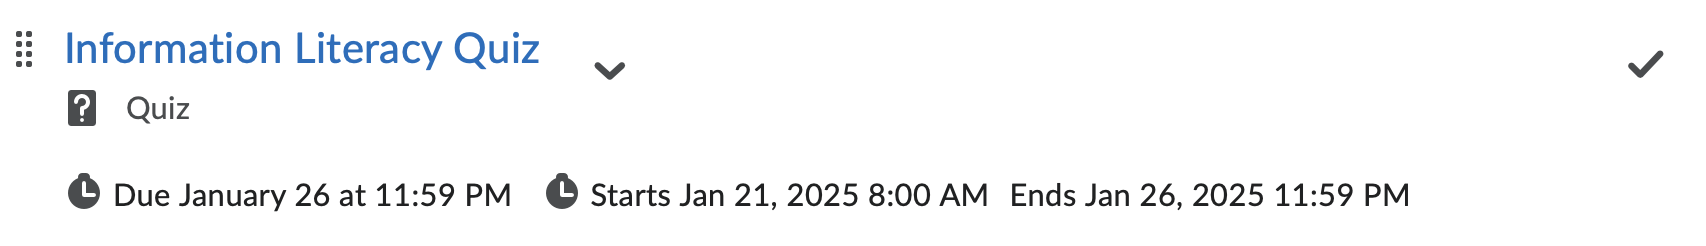 Information Literacy Quiz
Quiz
Due January 26 at 11:59 PM Starts Jan 21, 2025 8:00 AM Ends Jan 26, 2025 11:59 PM